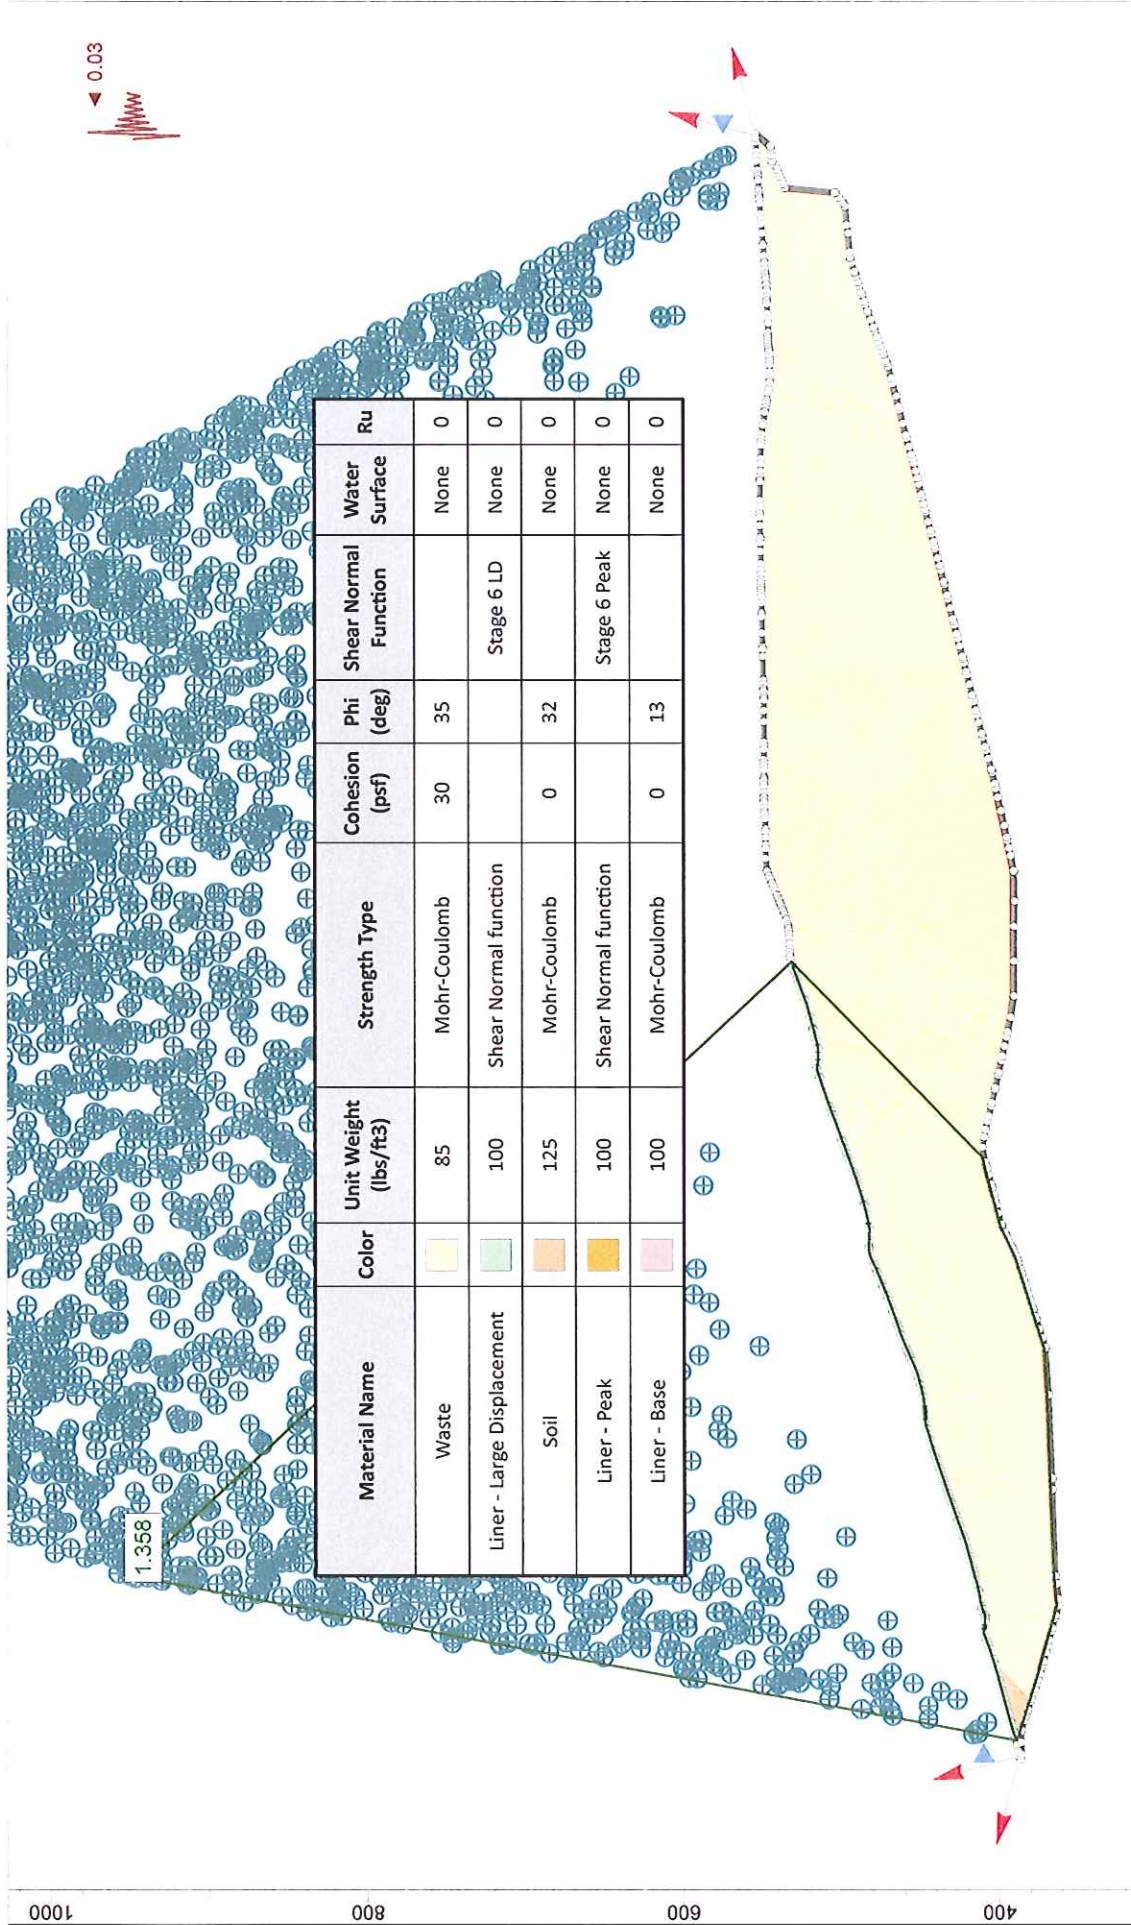 ◄ 0.03
1.358
Material Name Color Unit Weight (lbs/ft3) Strength Type Cohesion (psf) Phi (deg) Shear Normal Function Water Surface Ru
Waste 85 Mohr-Coulomb 30 35 None 0
Liner - Large Displacement 100 Shear Normal function Stage 6 LD None 0
Soil 125 Mohr-Coulomb 0 32 None 0
Liner - Peak 100 Shear Normal function Stage 6 Peak None 0
Liner - Base 100 Mohr-Coulomb 0 13 None 0
1000
800
600
400